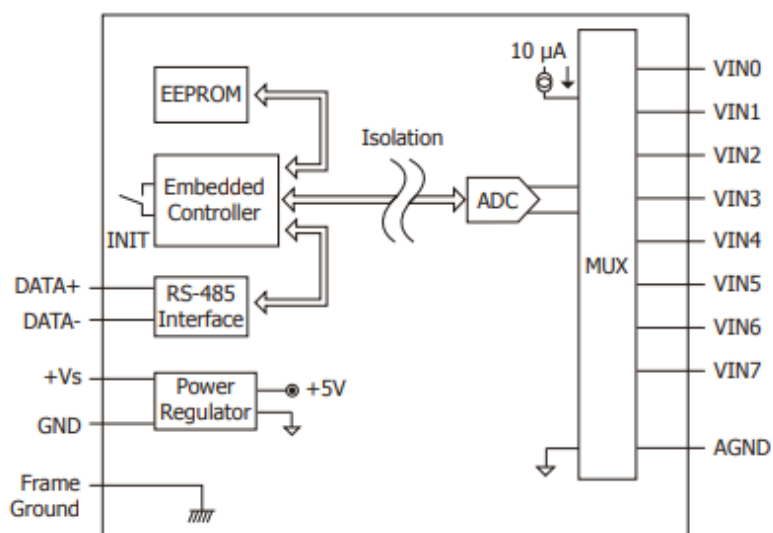 10 μA
VIN0
EEPROM
VIN1
Isolation
VIN2
Embedded
Controller
ADC
VIN3
INIT
VIN4
MUX
DATA+
RS-485
Interface
VIN5
DATA-
VIN6
+Vs
Power
Regulator
+5V
VIN7
GND
AGND
Frame
Ground